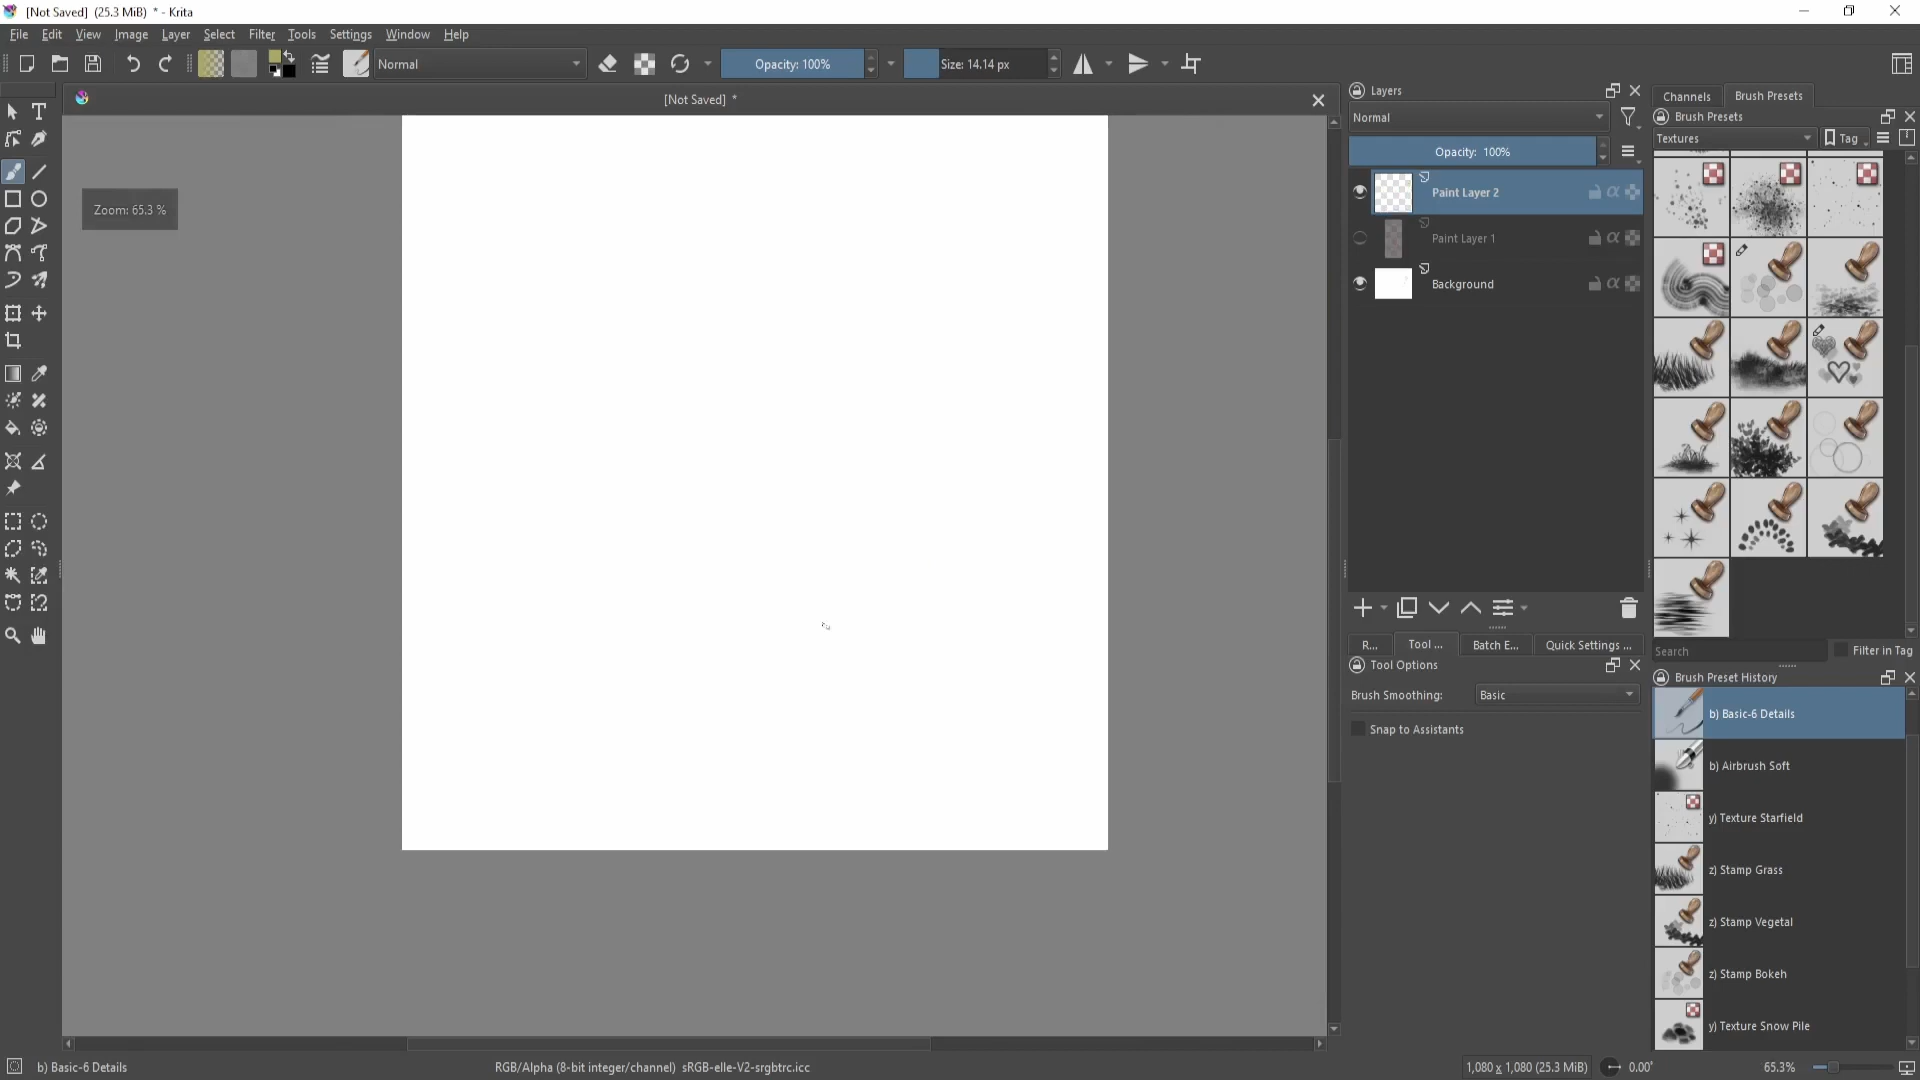 [Not Saved] (25.3 MiB) * - Krita
File Edit View Image Layer Select Filter Tools Settings Window Help
Normal
Opacity: 100%
Size: 14.14 px
[Not Saved] *
Zoom: 65.3 %
Layers
Normal
Opacity: 100%
Paint Layer 2
Paint Layer 1
Background
R... Tool ... Batch E... Quick Settings ...
Tool Options
Brush Smoothing: Basic
Snap to Assistants
Channels Brush Presets
Brush Presets
Textures Tag
Search Filter in Tag
Brush Preset History
b) Basic-6 Details
b) Airbrush Soft
y) Texture Starfield
z) Stamp Grass
z) Stamp Vegetal
z) Stamp Bokeh
y) Texture Snow Pile
b) Basic-6 Details
RGB/Alpha (8-bit integer/channel) sRGB-elle-V2-srgbtrc.icc
1,080 x 1,080 (25.3 MiB)
0.00°
65.3%